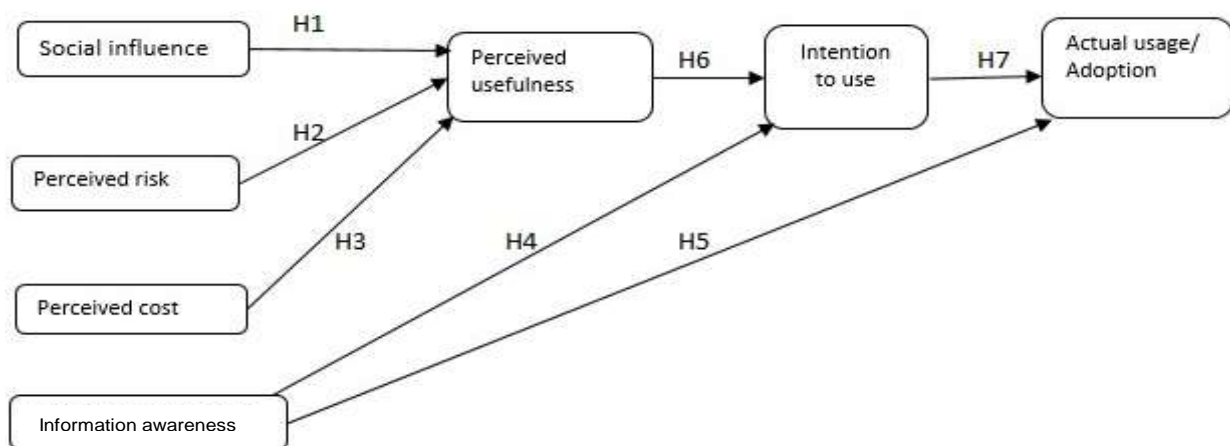 H1
Social influence
Perceived
usefulness
H6
Intention
to use
H7
Actual usage/
Adoption
H2
Perceived risk
H3
H4
H5
Perceived cost
Information awareness